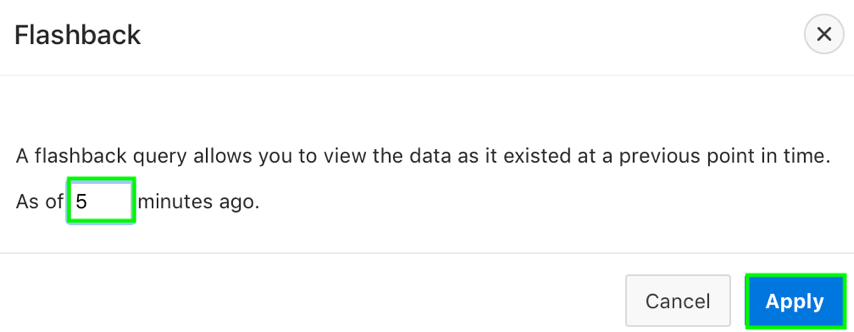 Flashback
A flashback query allows you to view the data as it existed at a previous point in time.
As of 5 minutes ago.
Cancel Apply